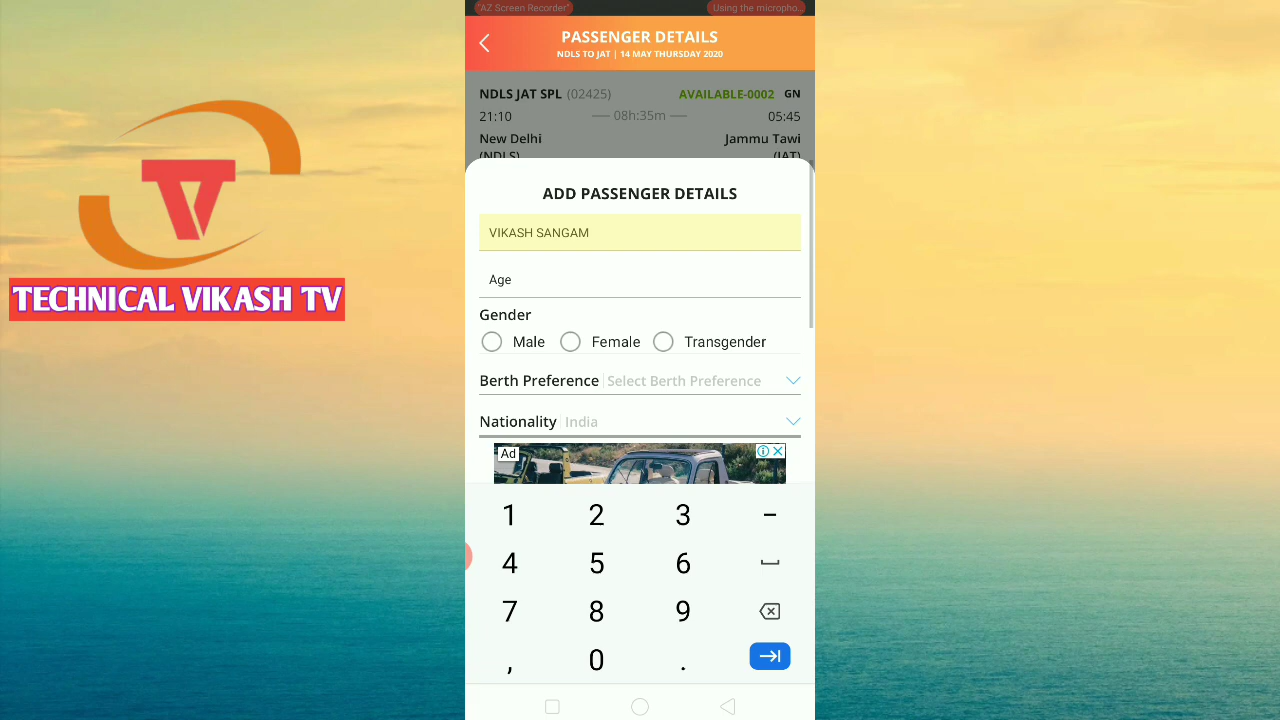 "AZ Screen Recorder"
Using the micropho...
PASSENGER DETAILS
NDLS TO JAT | 14 MAY THURSDAY 2020
NDLS JAT SPL (02425) AVAILABLE-0002 GN
21:10 08h:35m 05:45
New Delhi Jammu Tawi
(NDLS) (JAT)
ADD PASSENGER DETAILS
VIKASH SANGAM
Age
Gender
Male Female Transgender
Berth Preference Select Berth Preference
Nationality India
Ad
1 2 3 -
4 5 6
7 8 9
, 0 .
TECHNICAL VIKASH TV